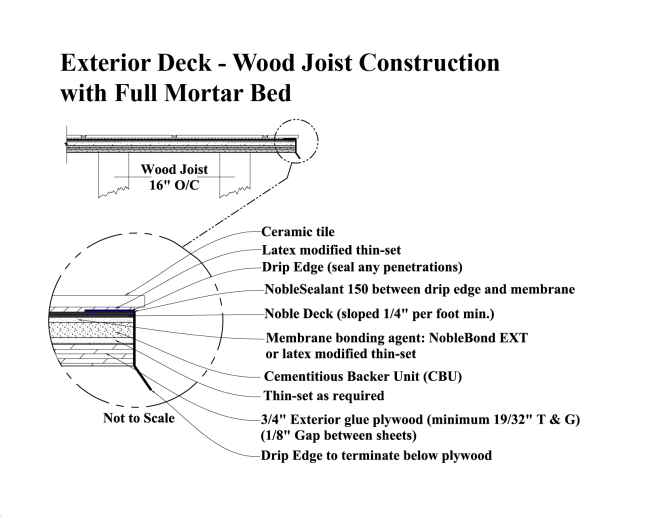 Exterior Deck - Wood Joist Construction
with Full Mortar Bed
Wood Joist
16" O/C
Ceramic tile
Latex modified thin-set
Drip Edge (seal any penetrations)
NobleSealant 150 between drip edge and membrane
Noble Deck (sloped 1/4" per foot min.)
Membrane bonding agent: NobleBond EXT
or latex modified thin-set
Cementitious Backer Unit (CBU)
Thin-set as required
3/4" Exterior glue plywood (minimum 19/32" T & G)
(1/8" Gap between sheets)
Drip Edge to terminate below plywood
Not to Scale